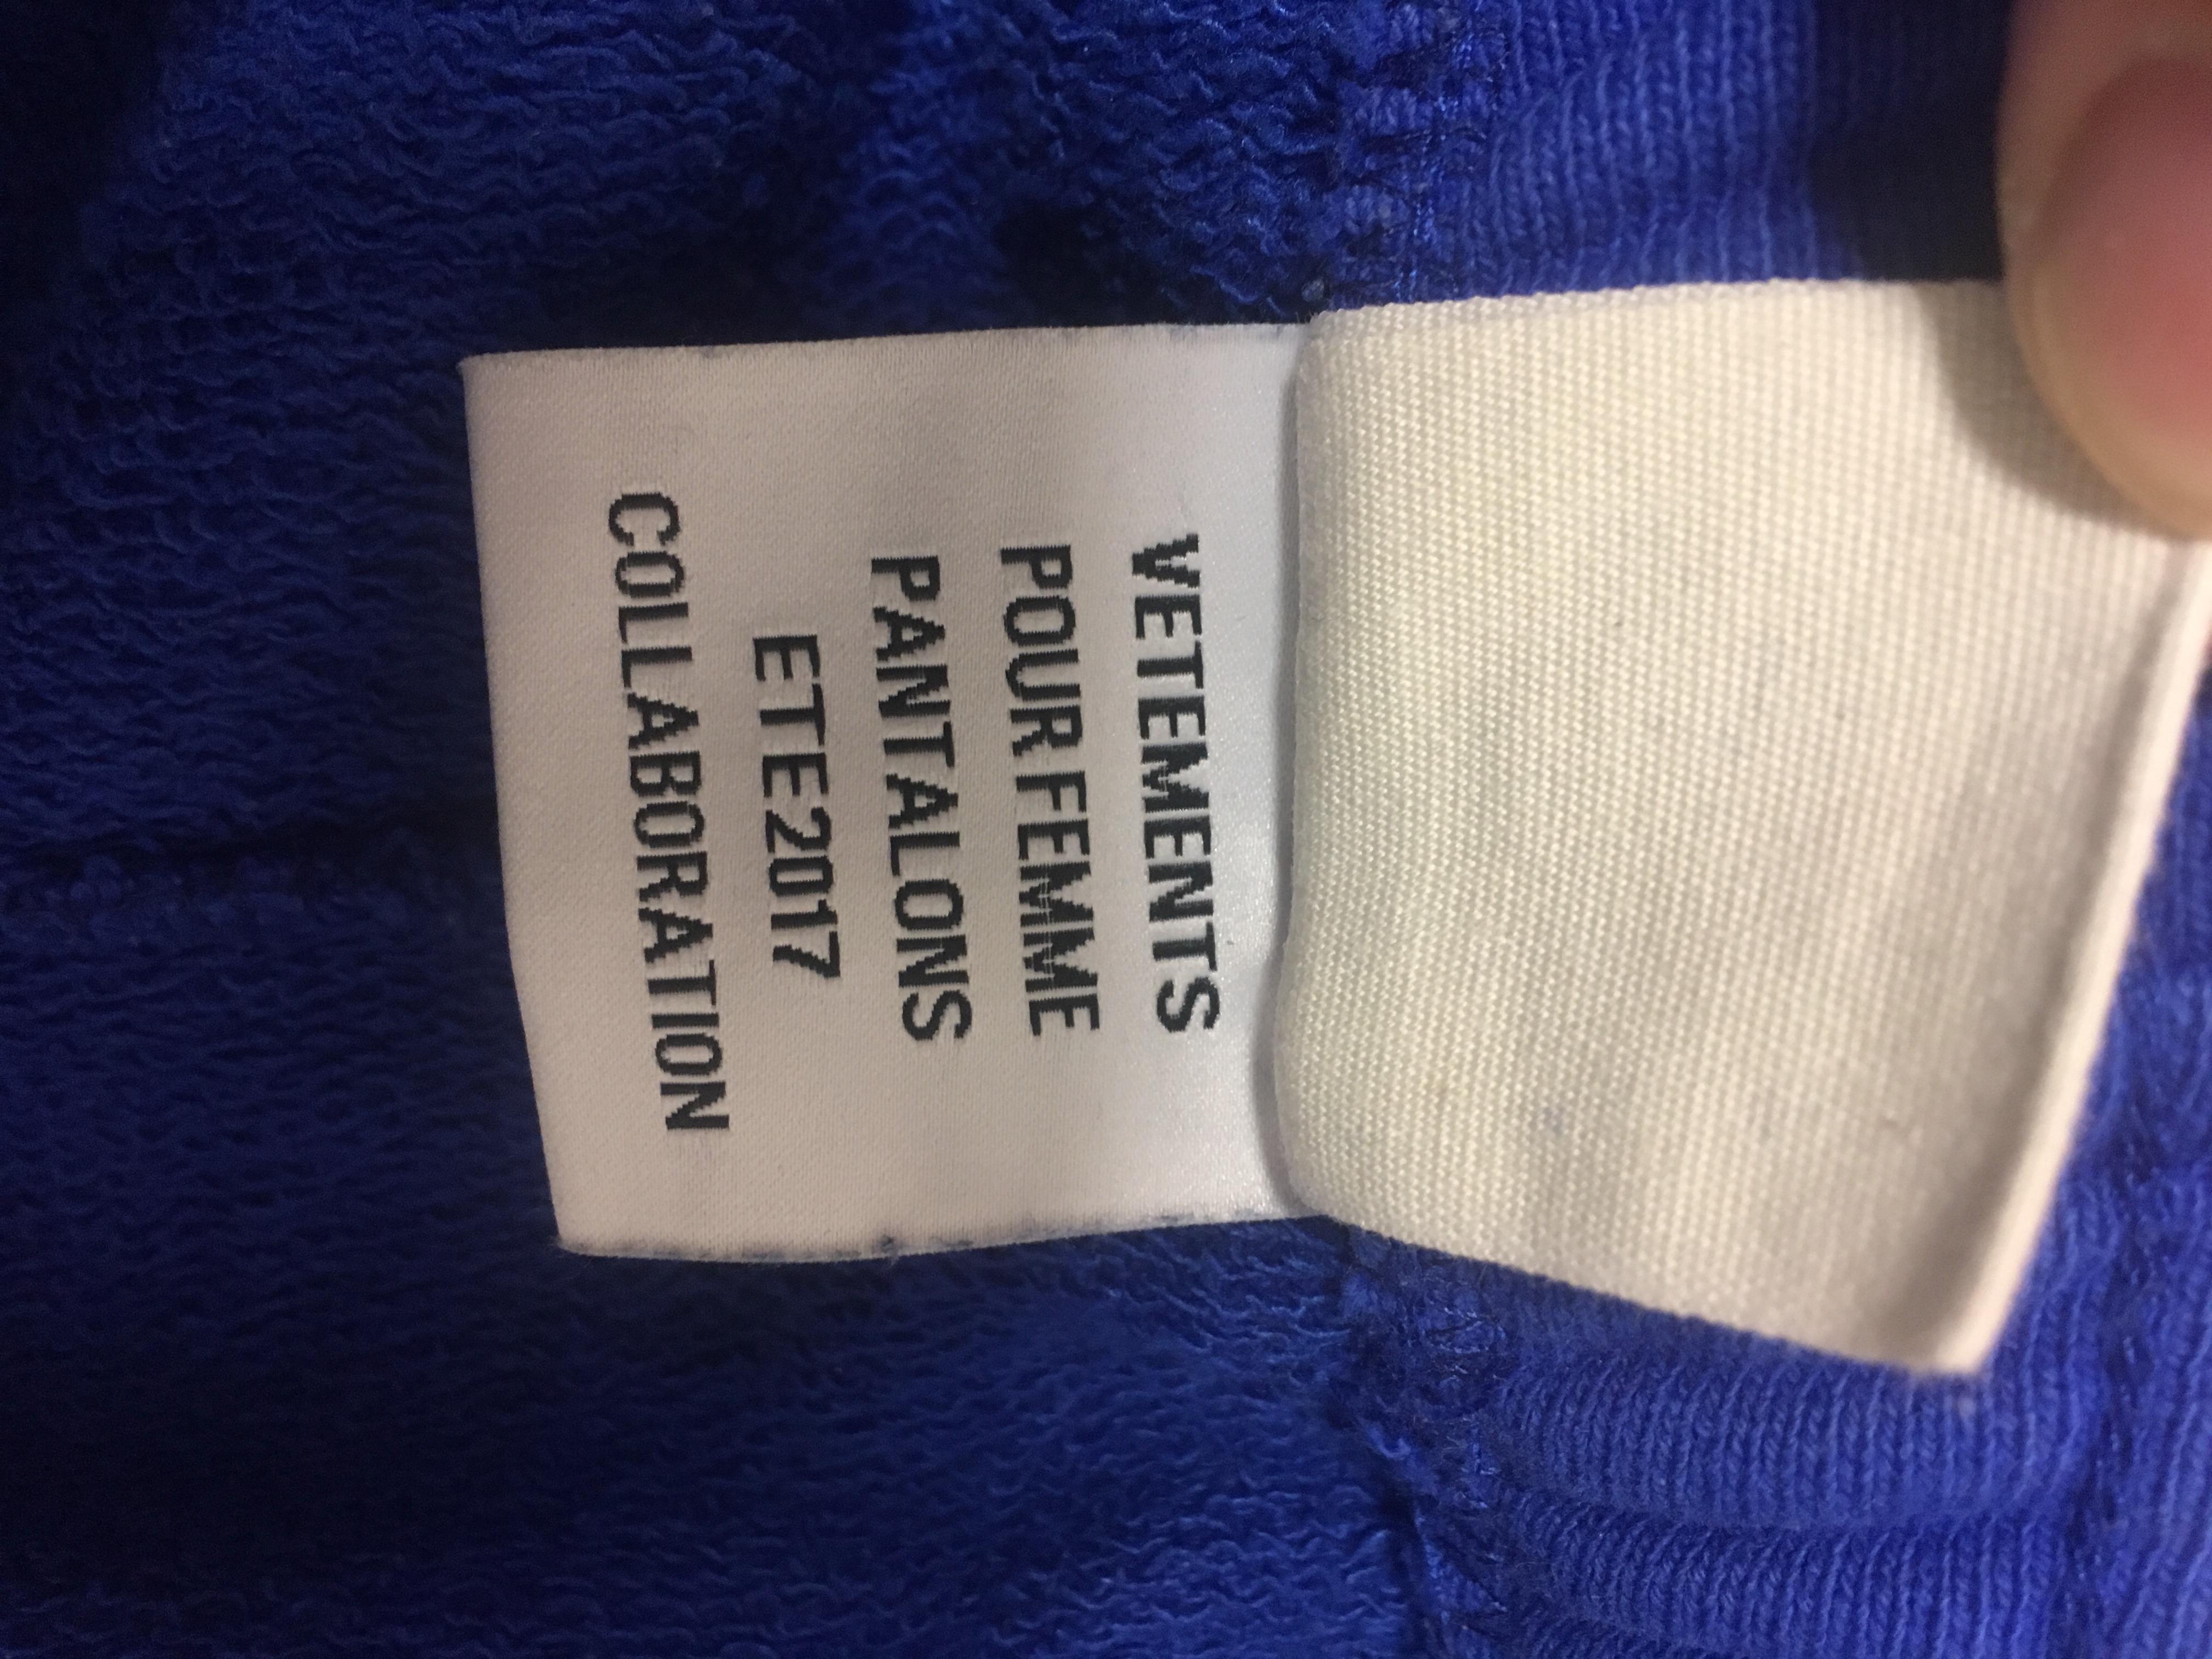 VETEMENTS
POUR FEMME
PANTALONS
ETE2017
COLLABORATION